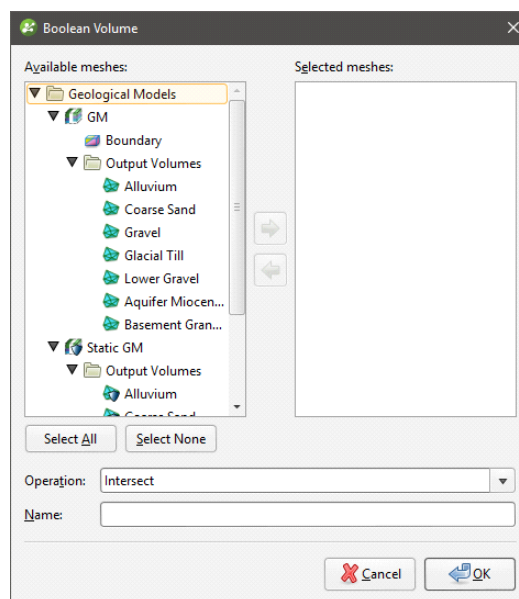 Boolean Volume
Available meshes:
Selected meshes:
Geological Models
GM
Boundary
Output Volumes
Alluvium
Coarse Sand
Gravel
Glacial Till
Lower Gravel
Aquifer Miocen...
Basement Gran...
Static GM
Output Volumes
Alluvium
Coarse Sand
Select All
Select None
Operation:
Intersect
Name:
Cancel
OK